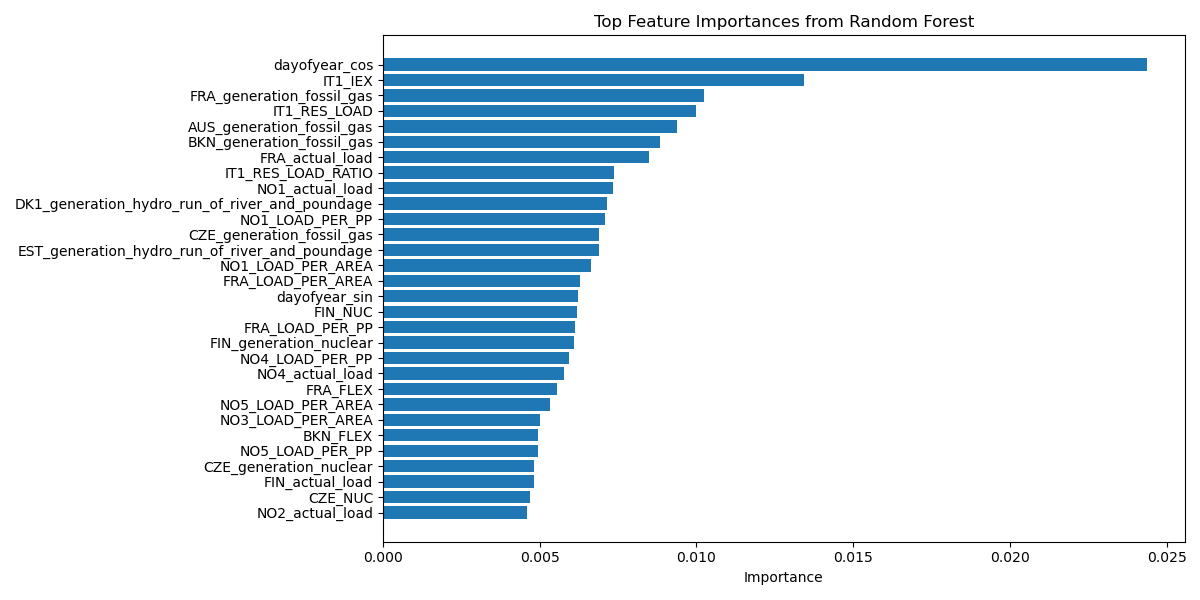 Top Feature Importances from Random Forest
dayofyear_cos
IT1_IEX
FRA_generation_fossil_gas
IT1_RES_LOAD
AUS_generation_fossil_gas
BKN_generation_fossil_gas
FRA_actual_load
IT1_RES_LOAD_RATIO
NO1_actual_load
DK1_generation_hydro_run_of_river_and_poundage
NO1_LOAD_PER_PP
CZE_generation_fossil_gas
EST_generation_hydro_run_of_river_and_poundage
NO1_LOAD_PER_AREA
FRA_LOAD_PER_AREA
dayofyear_sin
FIN_NUC
FRA_LOAD_PER_PP
FIN_generation_nuclear
NO4_LOAD_PER_PP
NO4_actual_load
FRA_FLEX
NO5_LOAD_PER_AREA
NO3_LOAD_PER_AREA
BKN_FLEX
NO5_LOAD_PER_PP
CZE_generation_nuclear
FIN_actual_load
CZE_NUC
NO2_actual_load
0.000 0.005 0.010 0.015 0.020 0.025
Importance